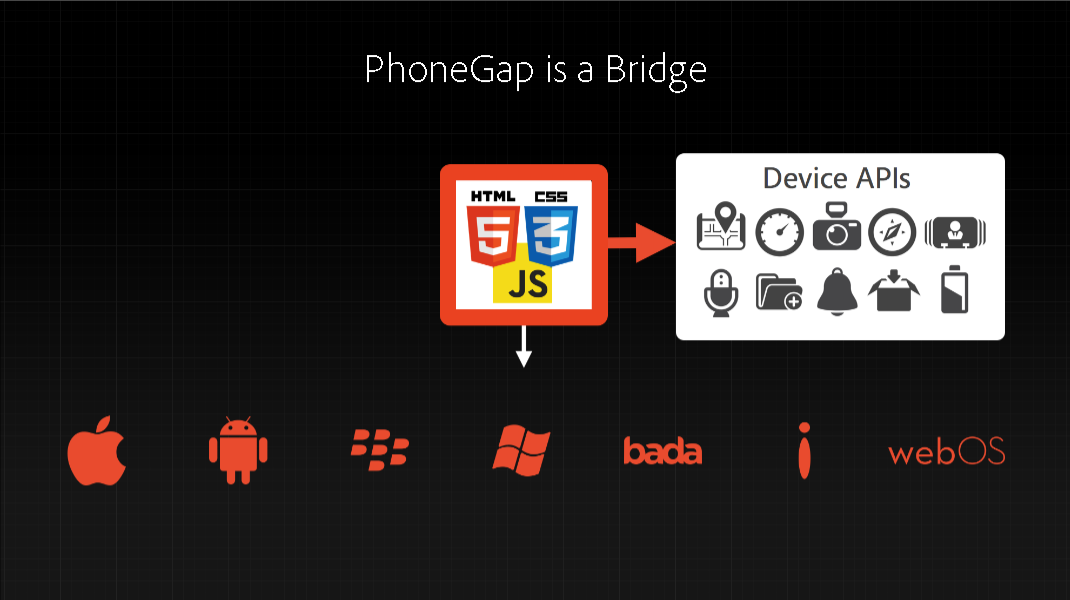 PhoneGap is a Bridge
Device APIs
HTML CSS
5 3
JS
bada
webOS